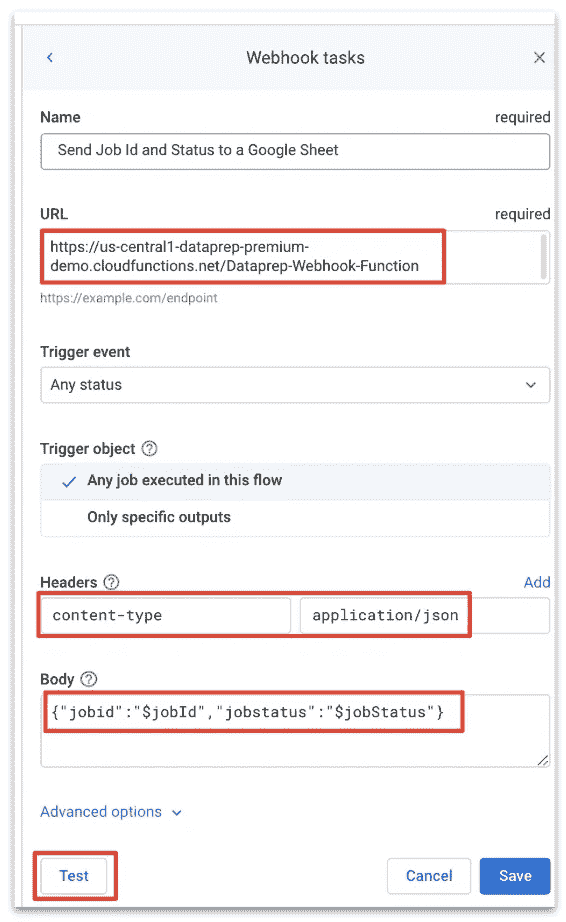 Webhook tasks
Name required
Send Job Id and Status to a Google Sheet
URL required
https://us-central1-dataprep-premium-
demo.cloudfunctions.net/Dataprep-Webhook-Function
https://example.com/endpoint
Trigger event
Any status
Trigger object ?
Any job executed in this flow
Only specific outputs
Headers ? Add
content-type application/json
Body ?
{"jobid":"$jobId","jobstatus":"$jobStatus"}
Advanced options
Test Cancel Save